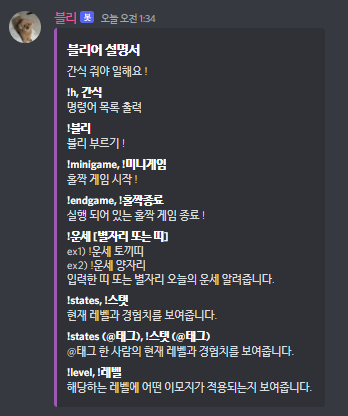 블리 봇 오늘 오전 1:34
블리어 설명서
간식 줘야 일해요 !
!h, 간식
명령어 목록 출력
!블리
블리 부르기 !
!minigame, !미니게임
홀짝 게임 시작 !
!endgame, !홀짝종료
실행 되어 있는 홀짝 게임 종료 !
!운세 [별자리 또는 띠]
ex1) !운세 토끼띠
ex2) !운세 양자리
입력한 띠 또는 별자리 오늘의 운세 알려줍니다.
!states, !스탯
현재 레벨과 경험치를 보여줍니다.
!states (@태그), !스탯 (@태그)
@태그 한 사람의 현재 레벨과 경험치를 보여줍니다.
!level, !레벨
해당하는 레벨에 어떤 이모지가 적용되는지 보여줍니다.